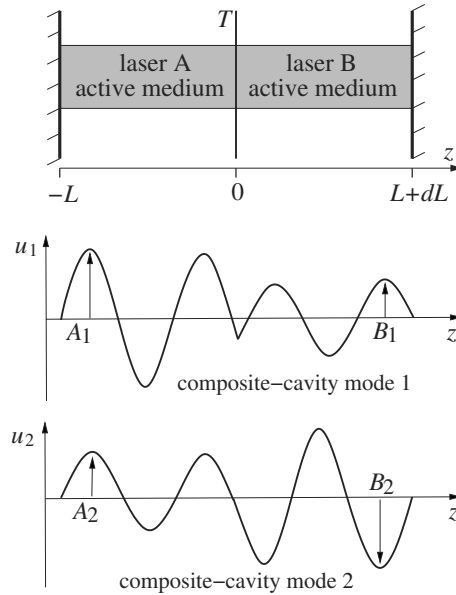 T
laser A
active medium
laser B
active medium
z
−L
0
L+dL
u1
A1
B1
z
composite−cavity mode 1
u2
A2
B2
z
composite−cavity mode 2